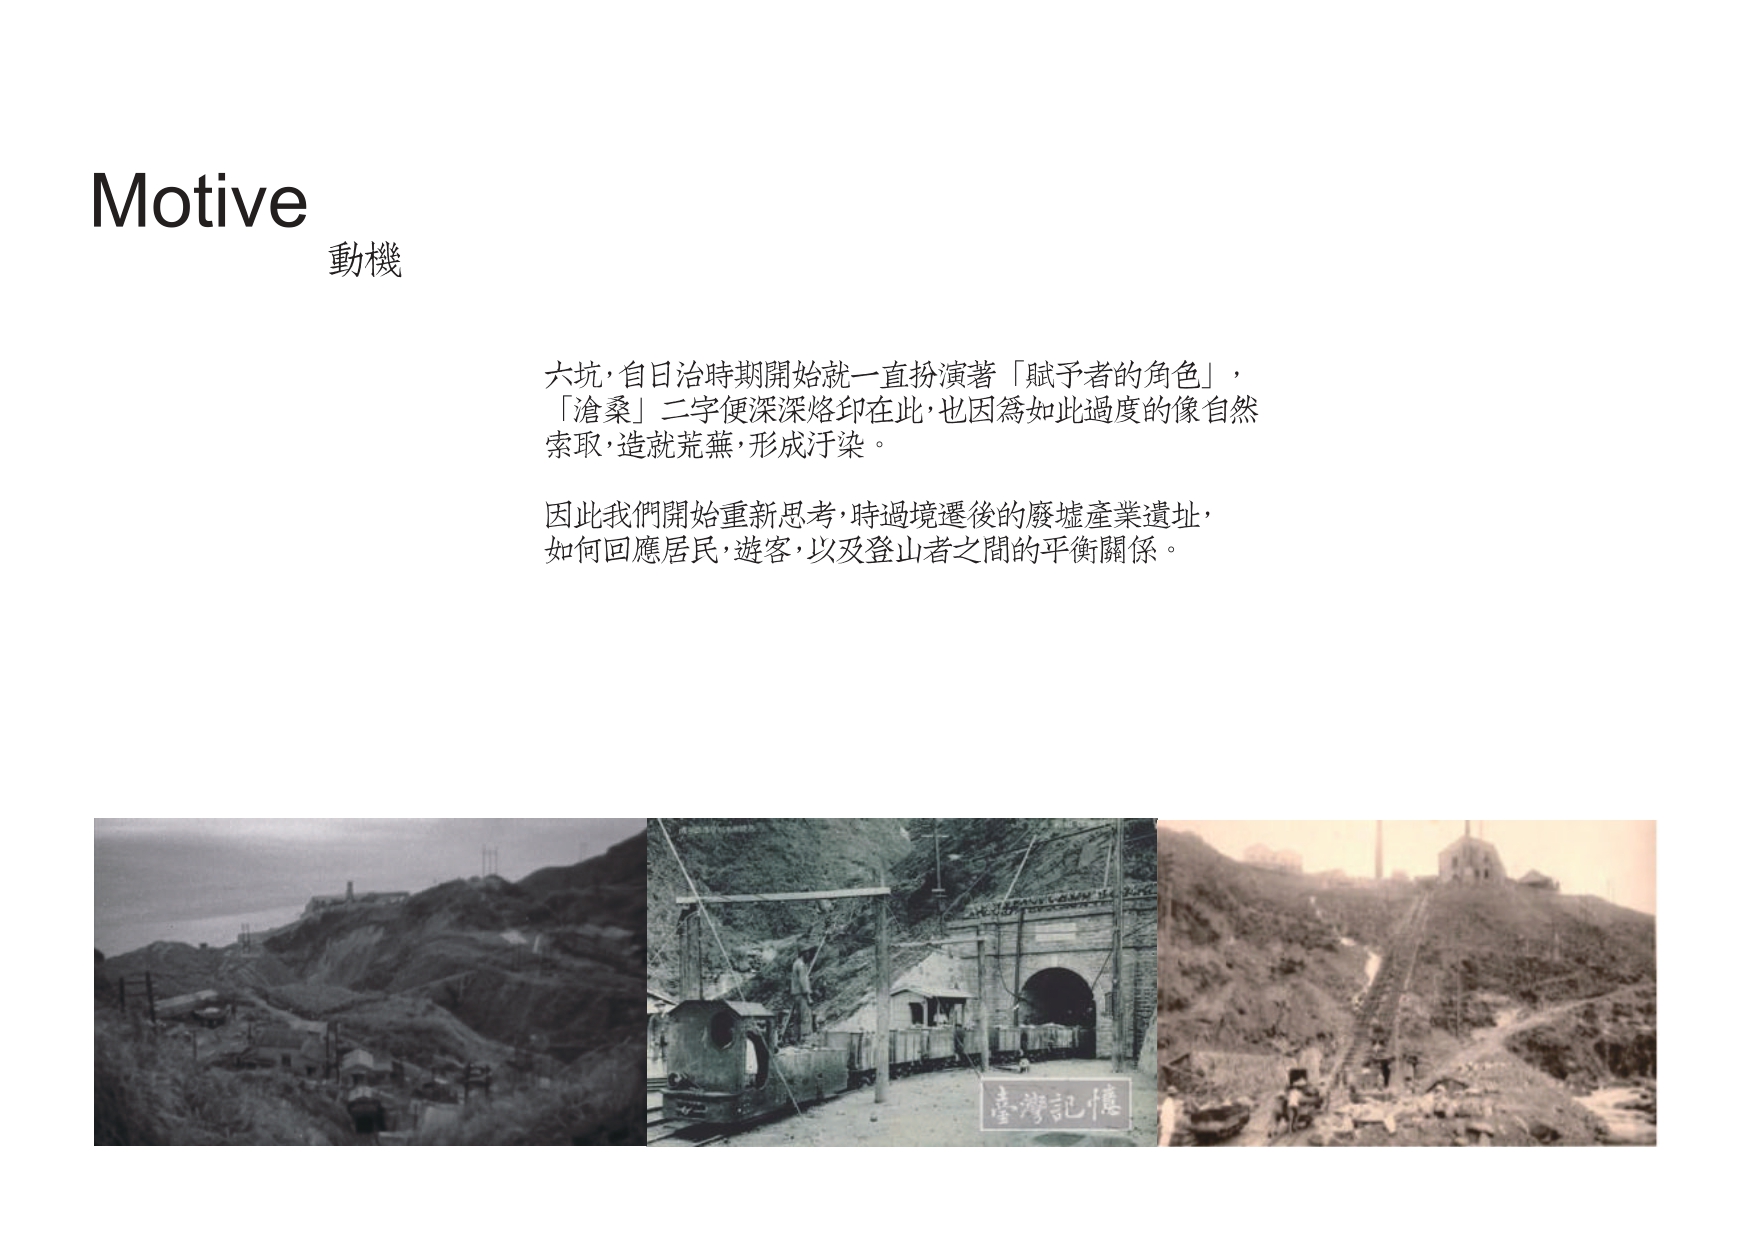 Motive
動機
六坑，自日治時期開始就一直扮演著「賦予者的角色」，
「滄桑」二字便深深烙印在此，也因為如此過度的像自然
索取，造就荒蕪，形成汙染。
因此我們開始重新思考，時過境遷後的廢墟產業遺址，
如何回應居民，遊客，以及登山者之間的平衡關係。
臺灣記憶